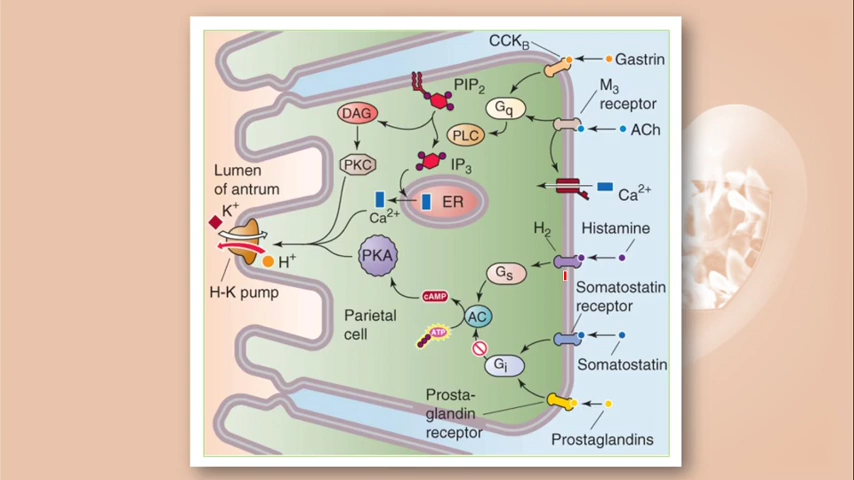 CCKB
Gastrin
M3
receptor
PIP2
Gq
DAG
PLC
ACh
PKC
IP3
Lumen
of antrum
K+
ER
Ca2+
Ca2+
H2
Histamine
PKA
H+
Gs
H-K pump
cAMP
Somatostatin
receptor
Parietal
cell
AC
ATP
Gi
Somatostatin
Prosta-
glandin
receptor
Prostaglandins